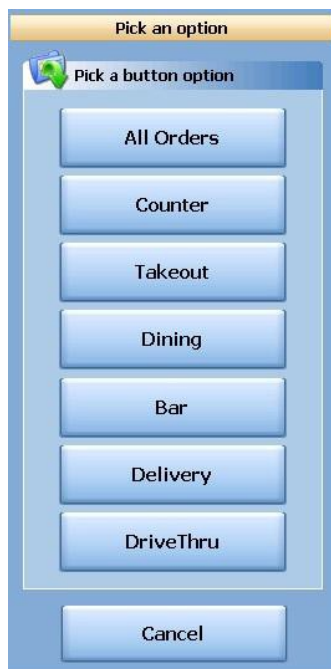 Pick an option
Pick a button option
All Orders
Counter
Takeout
Dining
Bar
Delivery
DriveThru
Cancel